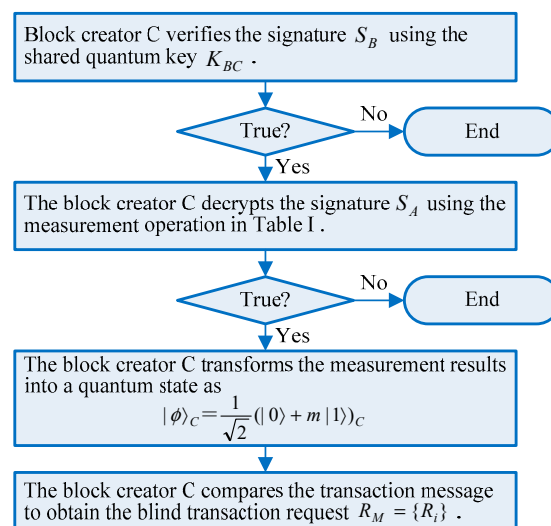 Block creator C verifies the signature S_B using the
shared quantum key K_BC .
True?
No
End
Yes
The block creator C decrypts the signature S_A using the
measurement operation in Table I .
True?
No
End
Yes
The block creator C transforms the measurement results
into a quantum state as
|ϕ⟩_C = 1/√2 (|0⟩ + m |1⟩)_C
The block creator C compares the transaction message
to obtain the blind transaction request R_M = {R_i} .